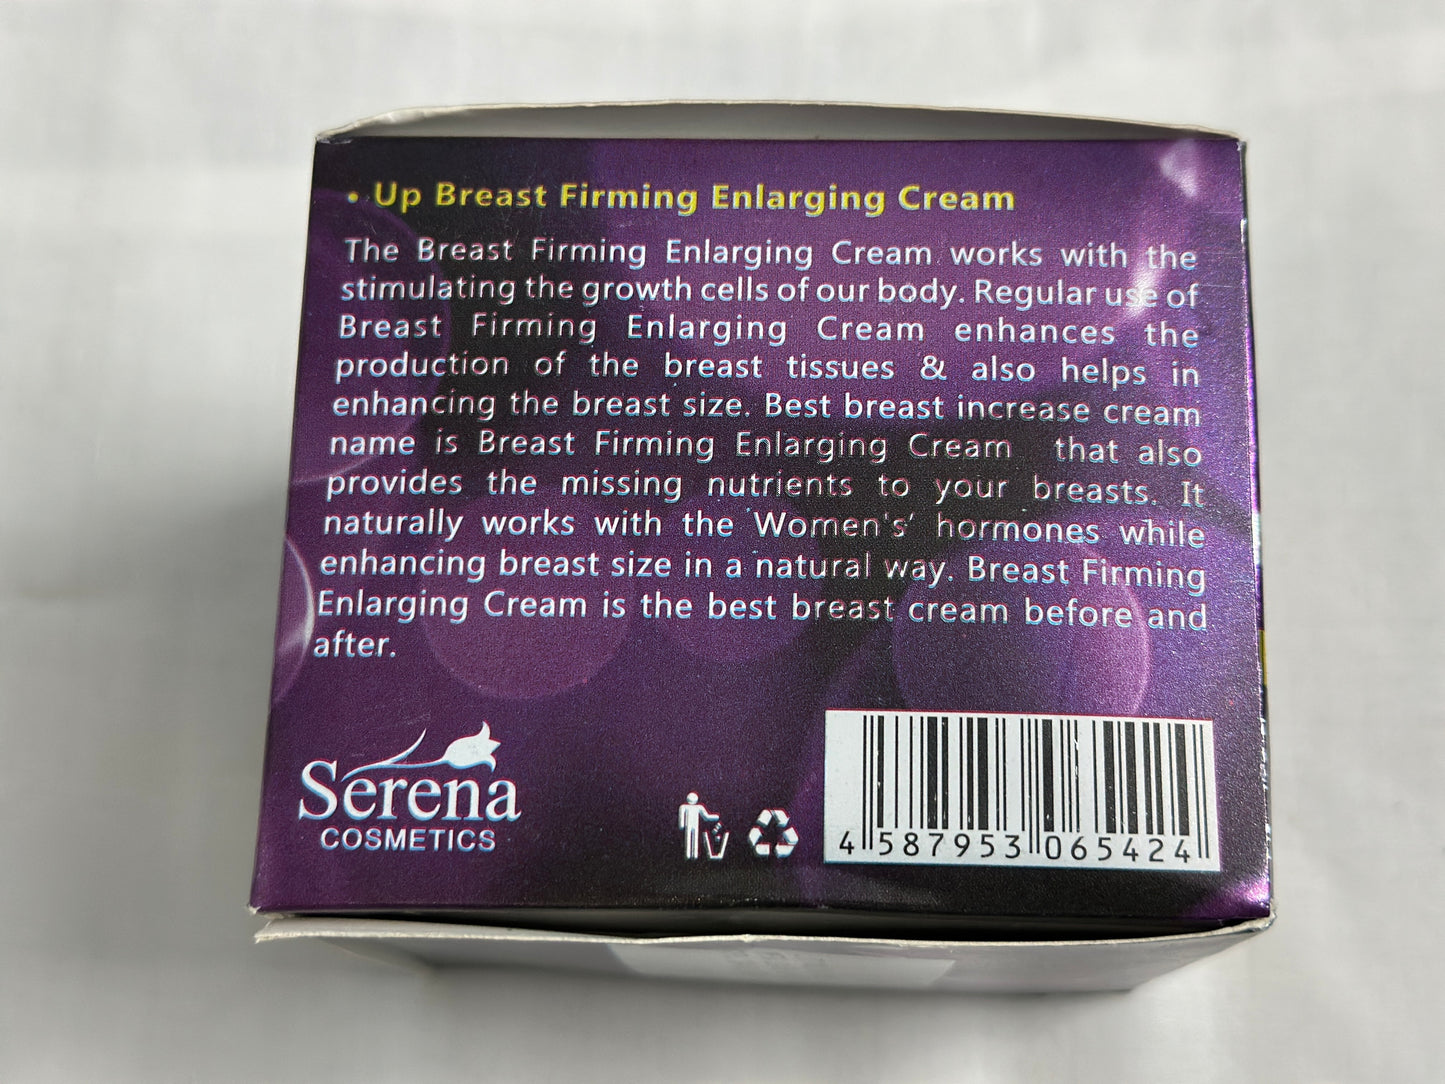 • Up Breast Firming Enlarging Cream
The Breast Firming Enlarging Cream works with the
stimulating the growth cells of our body. Regular use of
Breast Firming Enlarging Cream enhances the
production of the breast tissues & also helps in
enhancing the breast size. Best breast increase cream
name is Breast Firming Enlarging Cream that also
provides the missing nutrients to your breasts. It
naturally works with the 'Women's' hormones while
enhancing breast size in a natural way. Breast Firming
Enlarging Cream is the best breast cream before and
after.
Serena
COSMETICS
4 587953 065424